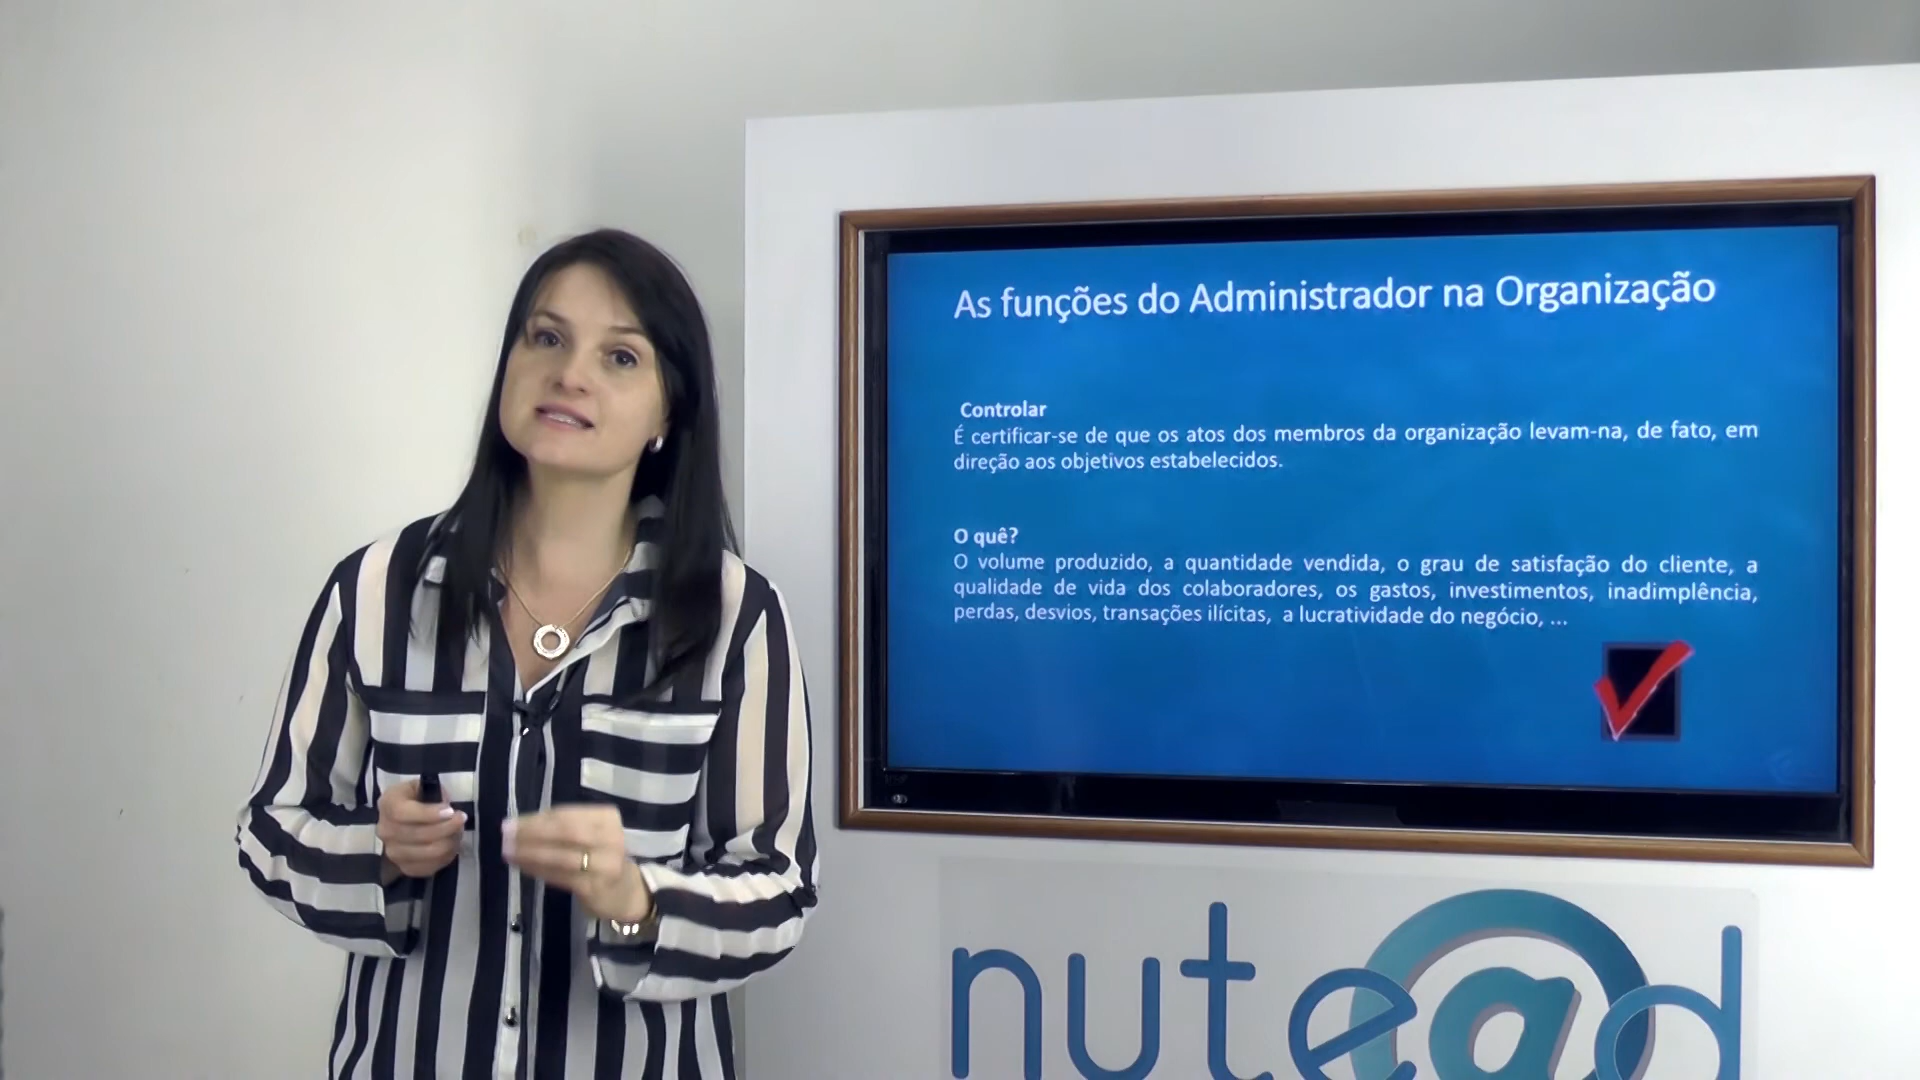 As funções do Administrador na Organização
Controlar
É certificar-se de que os atos dos membros da organização levam-na, de fato, em
direção aos objetivos estabelecidos.
O quê?
O volume produzido, a quantidade vendida, o grau de satisfação do cliente, a
qualidade de vida dos colaboradores, os gastos, investimentos, inadimplência,
perdas, desvios, transações ilícitas, a lucratividade do negócio, ...
nute@d